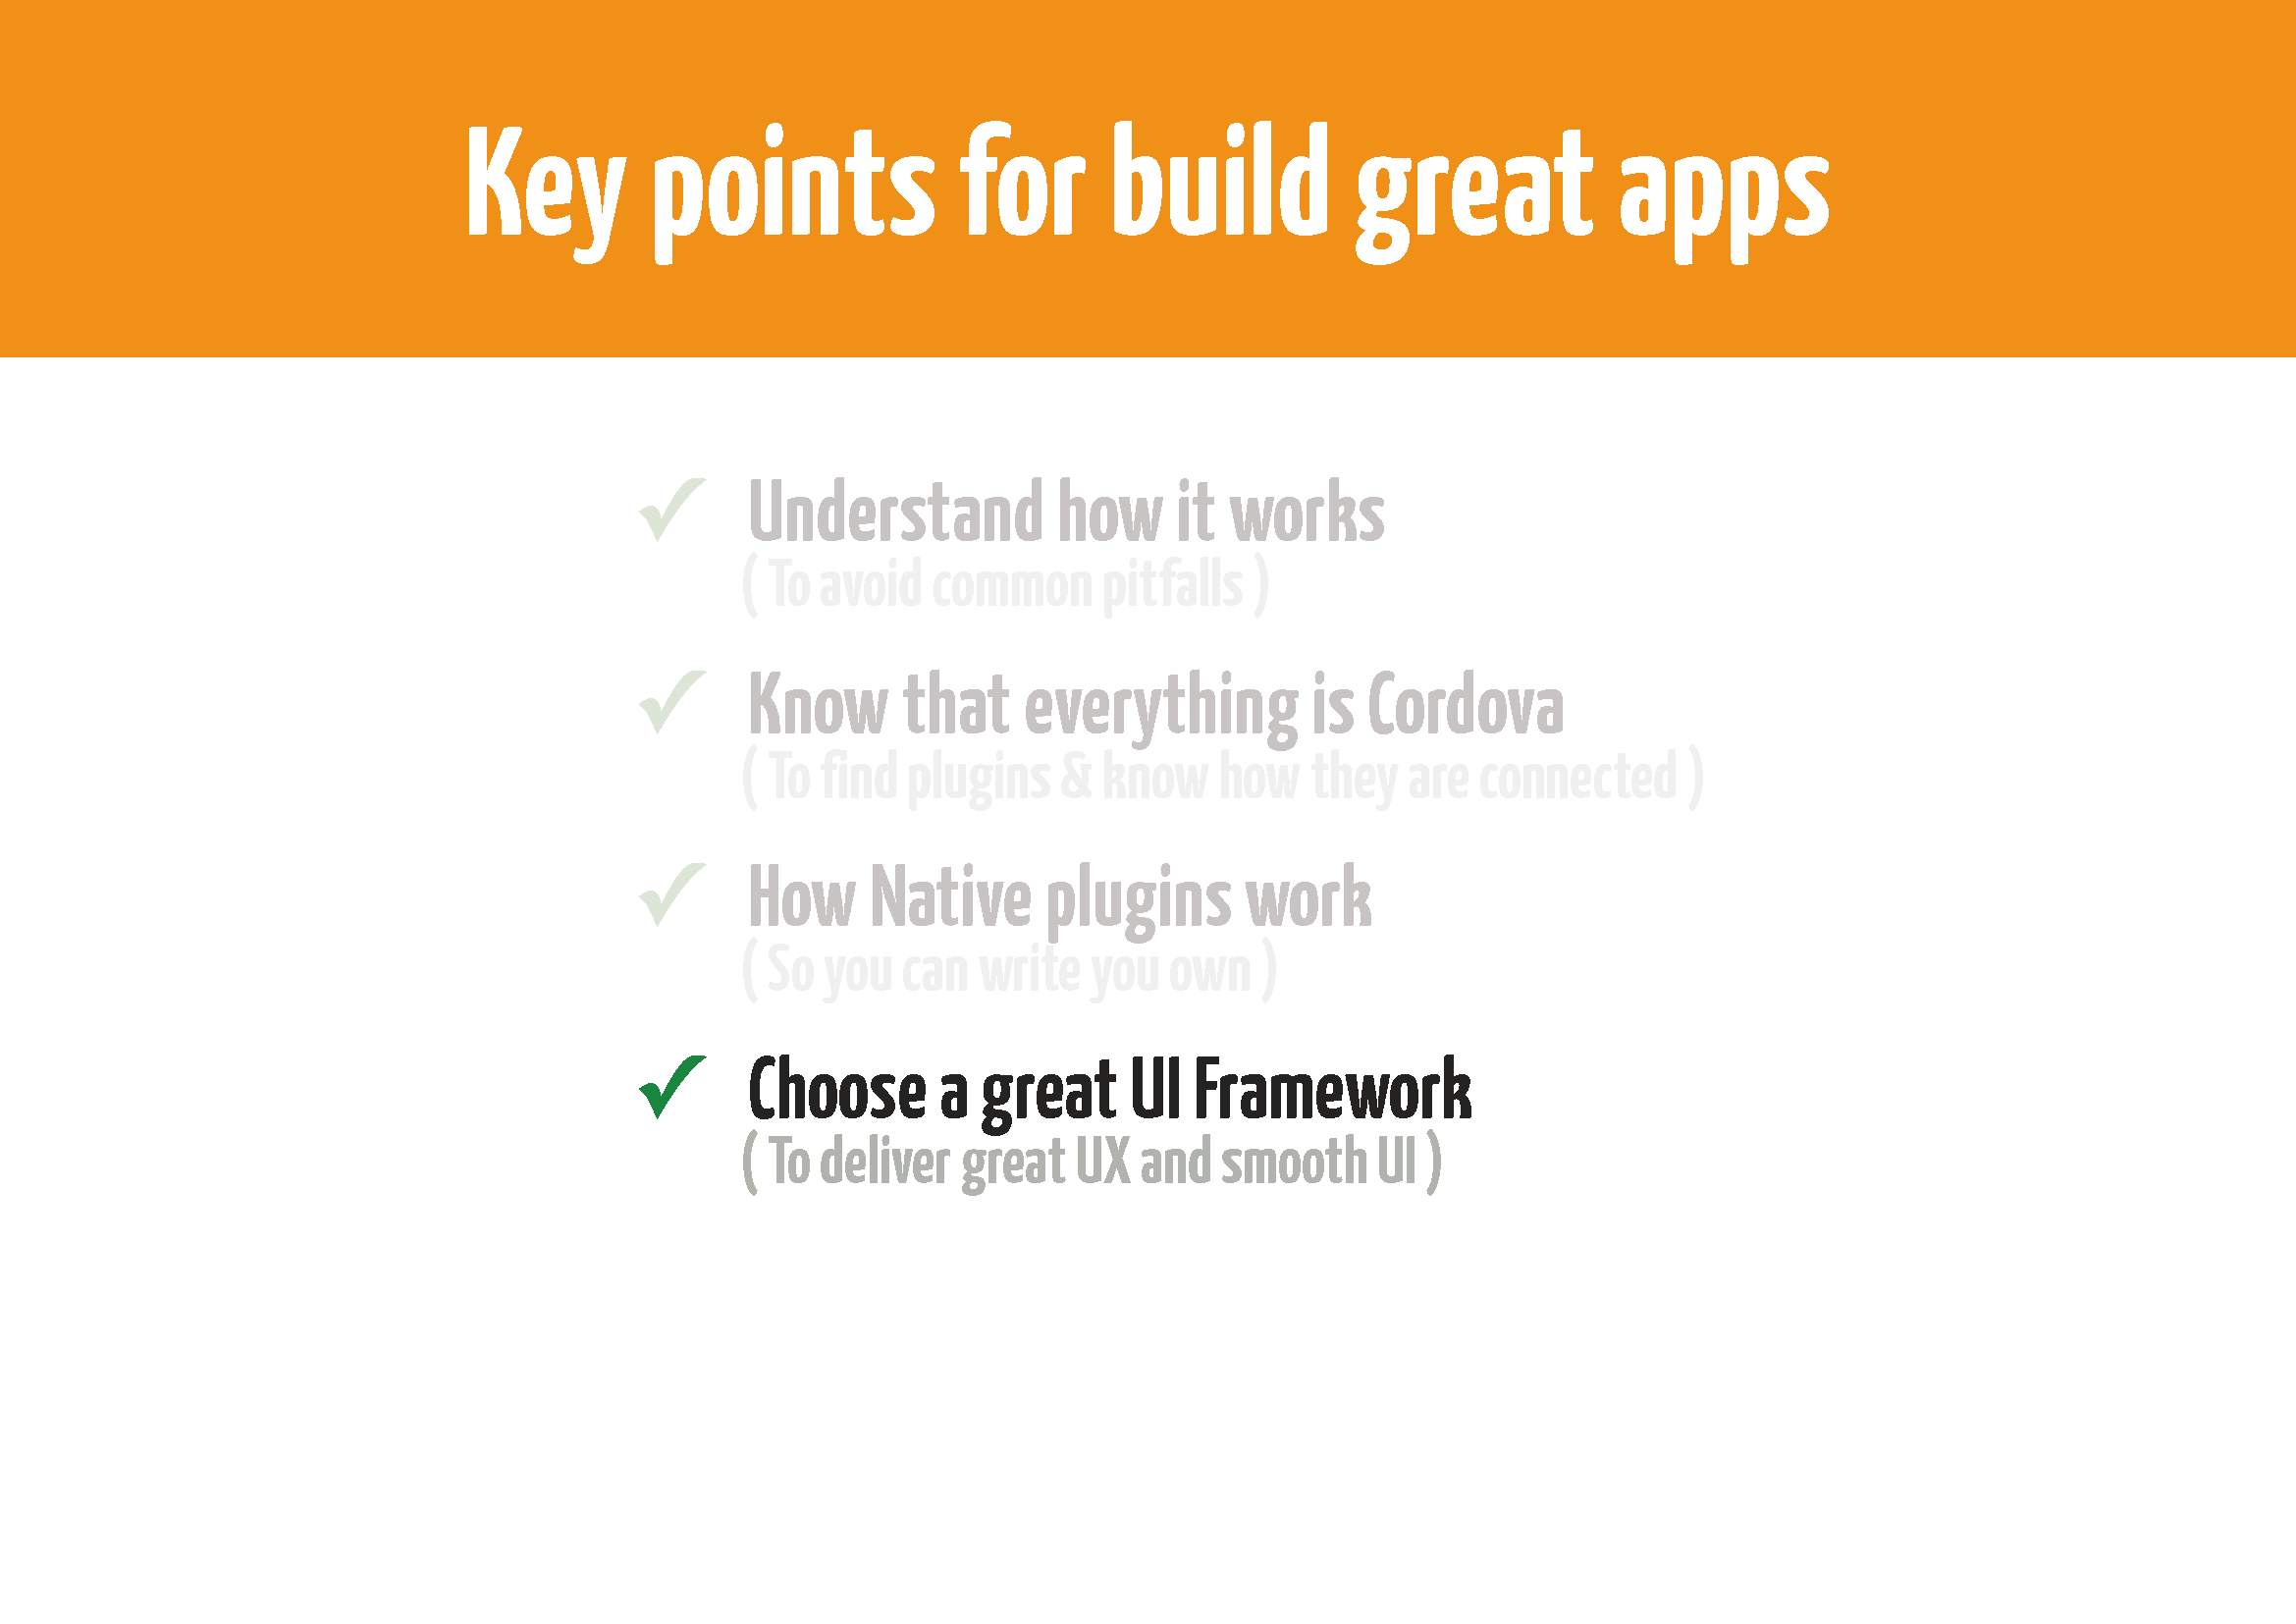 Key points for build great apps
✓ Understand how it works
( To avoid common pitfalls )
✓ Know that everything is Cordova
( To find plugins & know how they are connected )
✓ How Native plugins work
( So you can write you own )
✓ Choose a great UI Framework
( To deliver great UX and smooth UI )